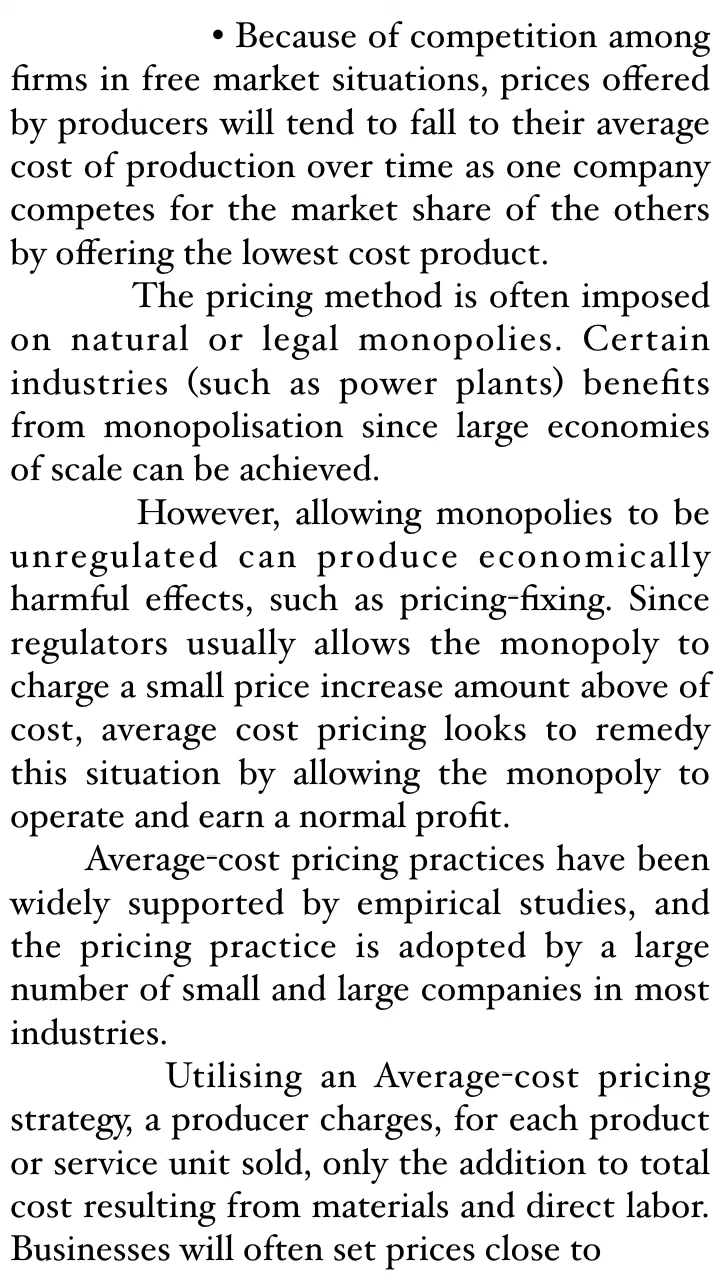 • Because of competition among
firms in free market situations, prices offered
by producers will tend to fall to their average
cost of production over time as one company
competes for the market share of the others
by offering the lowest cost product.
The pricing method is often imposed
on natural or legal monopolies. Certain
industries (such as power plants) benefits
from monopolisation since large economies
of scale can be achieved.
However, allowing monopolies to be
unregulated can produce economically
harmful effects, such as pricing-fixing. Since
regulators usually allows the monopoly to
charge a small price increase amount above of
cost, average cost pricing looks to remedy
this situation by allowing the monopoly to
operate and earn a normal profit.
Average-cost pricing practices have been
widely supported by empirical studies, and
the pricing practice is adopted by a large
number of small and large companies in most
industries.
Utilising an Average-cost pricing
strategy, a producer charges, for each product
or service unit sold, only the addition to total
cost resulting from materials and direct labor.
Businesses will often set prices close to